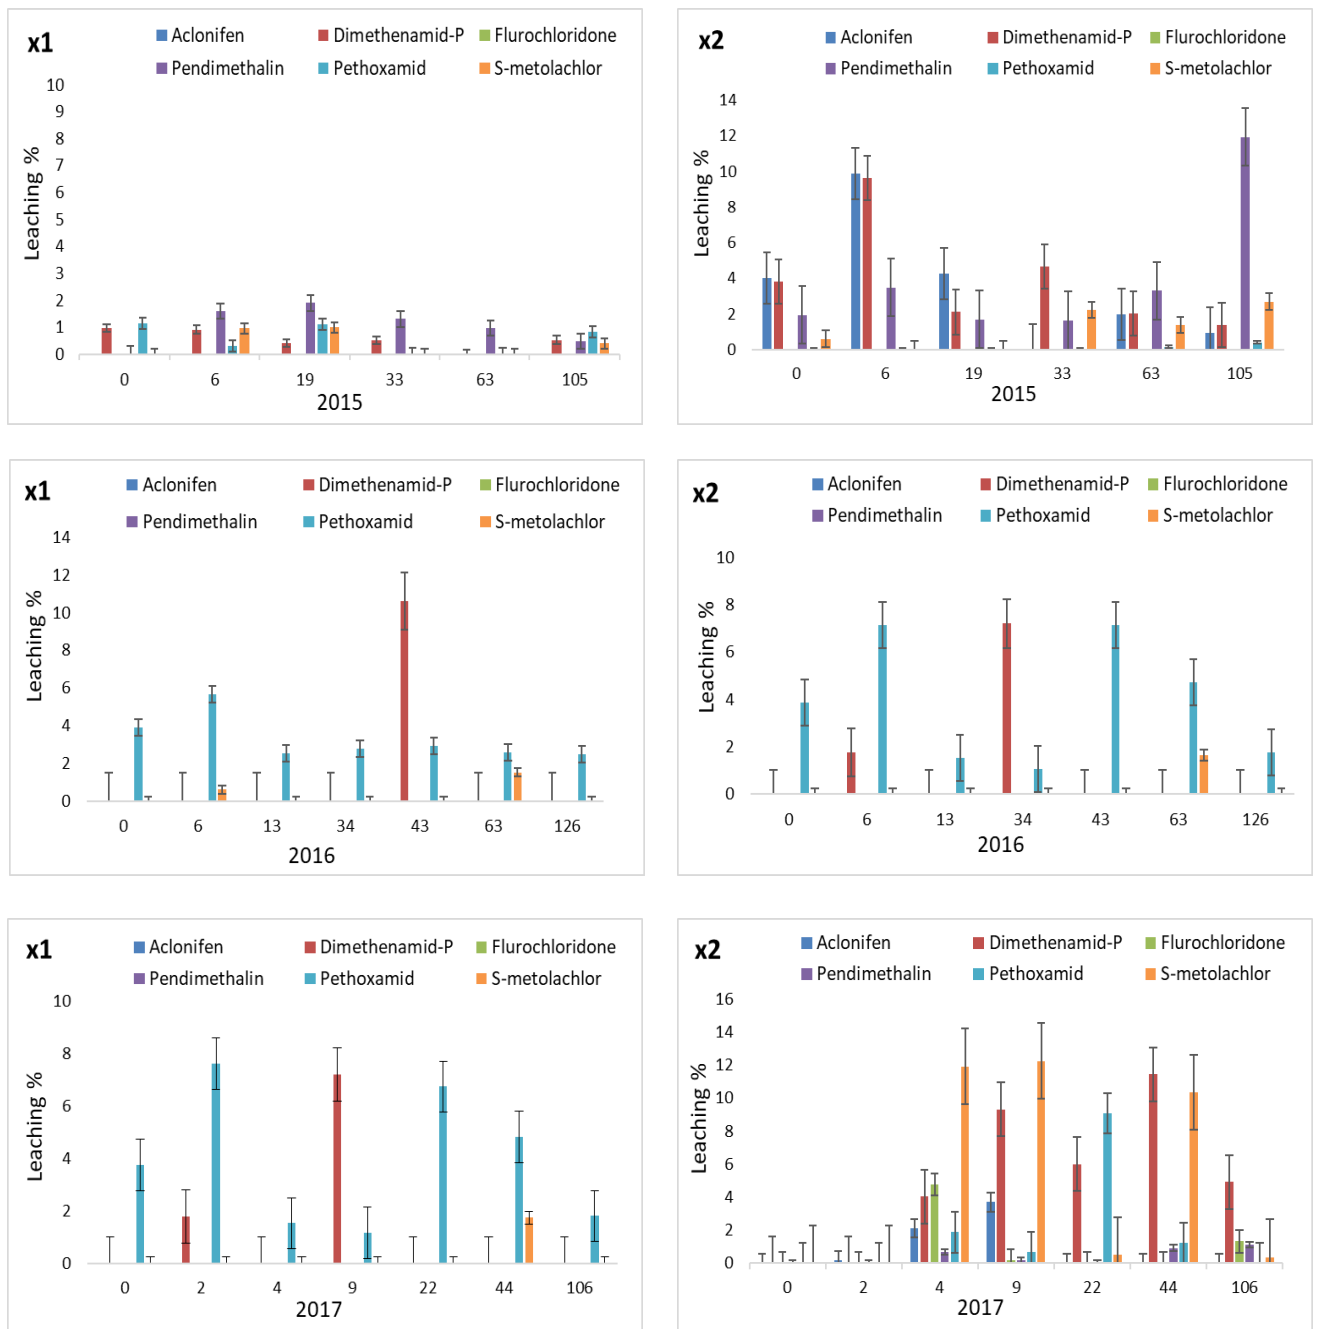 x1
Aclonifen Dimethenamid-P Flurochloridone
Pendimethalin Pethoxamid S-metolachlor
Leaching %
10
9
8
7
6
5
4
3
2
1
0
0 6 19 33 63 105
2015
x2
Aclonifen Dimethenamid-P Flurochloridone
Pendimethalin Pethoxamid S-metolachlor
Leaching %
14
12
10
8
6
4
2
0
0 6 19 33 63 105
2015
x1
Aclonifen Dimethenamid-P Flurochloridone
Pendimethalin Pethoxamid S-metolachlor
Leaching %
14
12
10
8
6
4
2
0
0 6 13 34 43 63 126
2016
x2
Aclonifen Dimethenamid-P Flurochloridone
Pendimethalin Pethoxamid S-metolachlor
Leaching %
10
8
6
4
2
0
0 6 13 34 43 63 126
2016
x1
Aclonifen Dimethenamid-P Flurochloridone
Pendimethalin Pethoxamid S-metolachlor
Leaching %
10
8
6
4
2
0
0 2 4 9 22 44 106
2017
x2
Aclonifen Dimethenamid-P Flurochloridone
Pendimethalin Pethoxamid S-metolachlor
Leaching %
16
14
12
10
8
6
4
2
0
0 2 4 9 22 44 106
2017